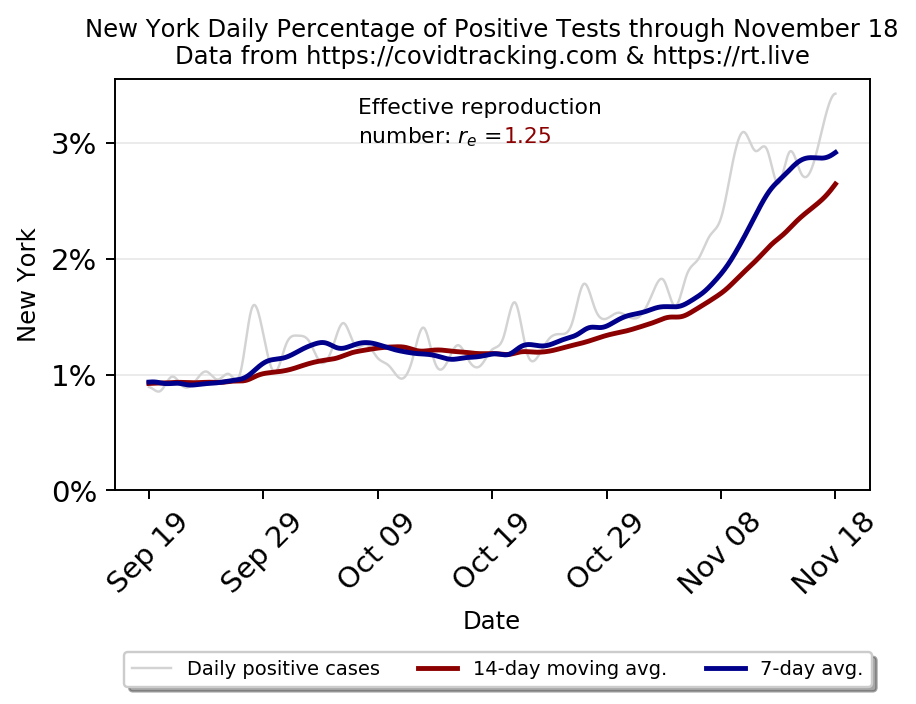 New York Daily Percentage of Positive Tests through November 18
Data from https://covidtracking.com & https://rt.live
Effective reproduction
number: rₑ =1.25
3%
2%
1%
0%
New York
Sep 19
Sep 29
Oct 09
Oct 19
Oct 29
Nov 08
Nov 18
Date
Daily positive cases
14-day moving avg.
7-day avg.